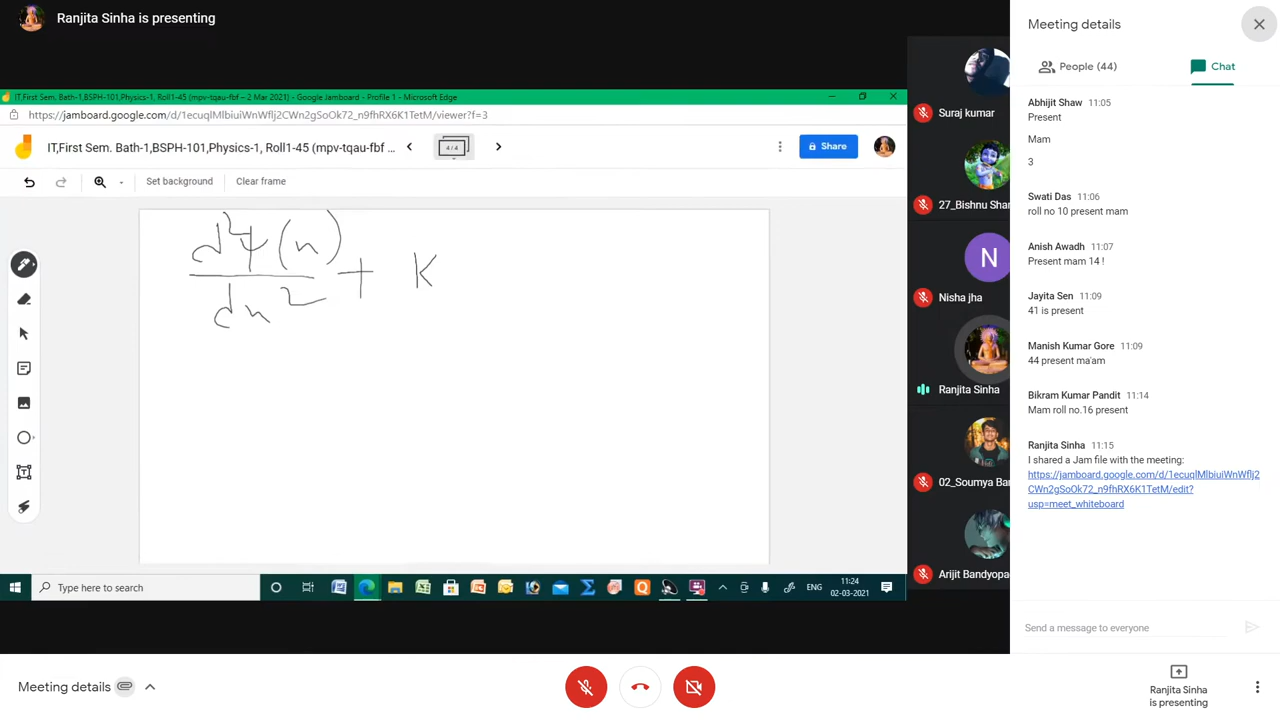 Ranjita Sinha is presenting
IT,First Sem. Bath-1,BSPH-101,Physics-1, Roll1-45 (mpv-tqau-fbf – 2 Mar 2021) - Google Jamboard - Profile 1 - Microsoft Edge
https://jamboard.google.com/d/1ecuqlMlbiuiWnWflJ2CWn2gSoOk72_n9fhRX6K1TetM/viewer?f=3
IT,First Sem. Bath-1,BSPH-101,Physics-1, Roll1-45 (mpv-tqau-fbf ...
4/4
Share
Set background
Clear frame
d²ψ(n)
+ K
dn²
Type here to search
ENG
11:24
02-03-2021
Suraj kumar
27_Bishnu Shar
N
Nisha jha
Ranjita Sinha
02_Soumya Ban
Arijit Bandyopa
Meeting details
People (44)
Chat
Abhijit Shaw 11:05
Present
Mam
3
Swati Das 11:06
roll no 10 present mam
Anish Awadh 11:07
Present mam 14 !
Jayita Sen 11:09
41 is present
Manish Kumar Gore 11:09
44 present ma'am
Bikram Kumar Pandit 11:14
Mam roll no.16 present
Ranjita Sinha 11:15
I shared a Jam file with the meeting:
https://jamboard.google.com/d/1ecuqlMlbiuiWnWflJ2
CWn2gSoOk72_n9fhRX6K1TetM/edit?
usp=meet_whiteboard
Send a message to everyone
Meeting details
Ranjita Sinha
is presenting